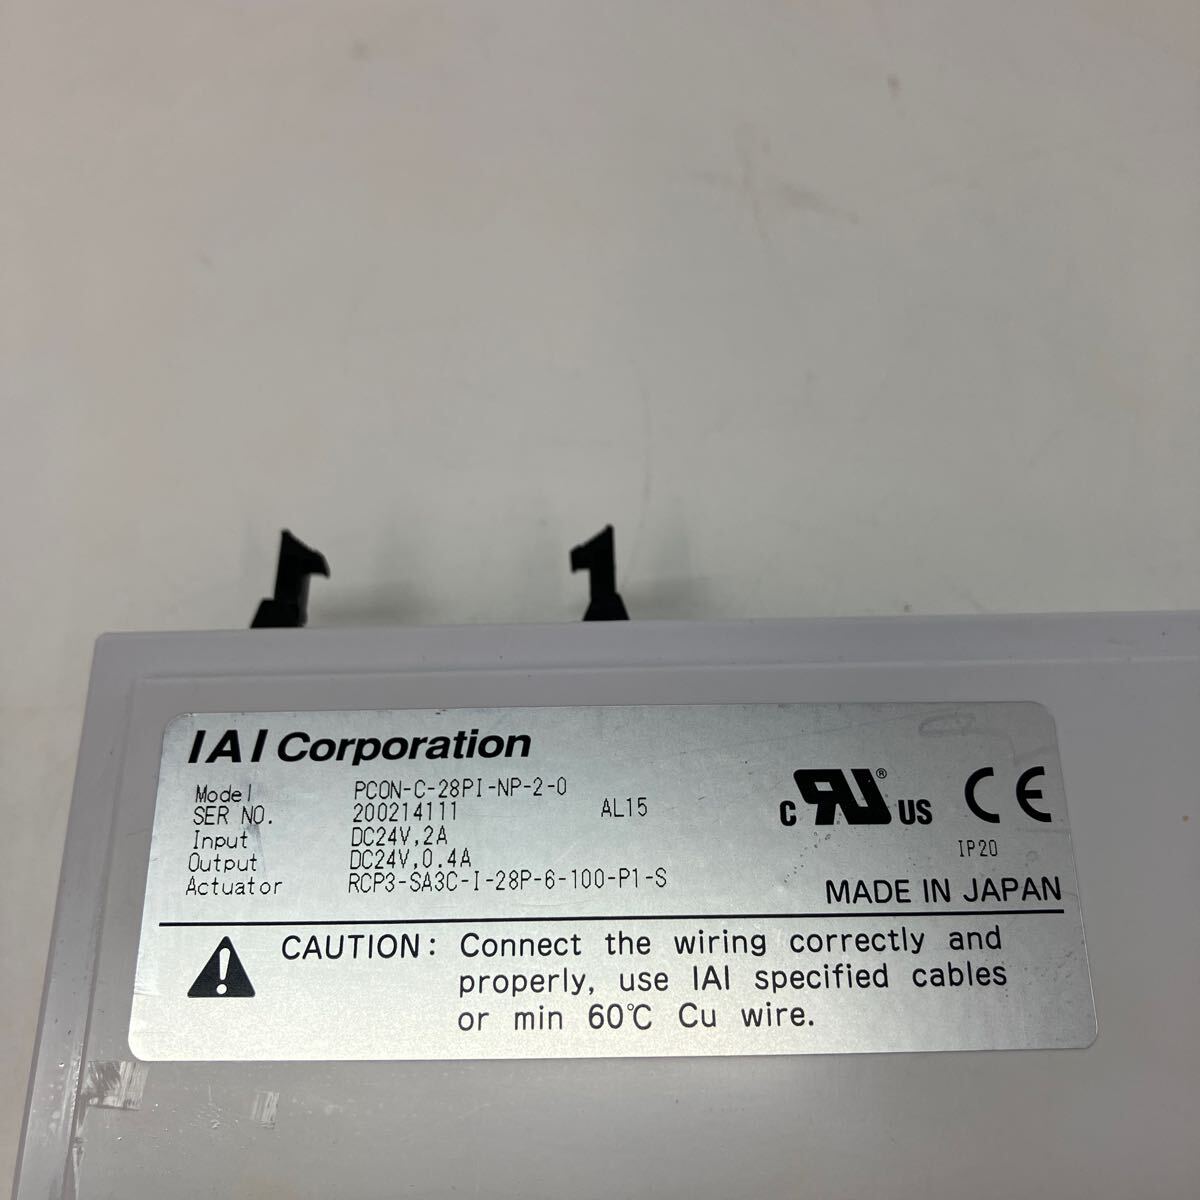 IAI Corporation
Model PCON-C-28PI-NP-2-0
SER NO. 200214111 AL15
Input DC24V,2A
Output DC24V,0.4A
Actuator RCP3-SA3C-I-28P-6-100-P1-S
C RU ® US CE
IP20
MADE IN JAPAN
CAUTION: Connect the wiring correctly and
properly, use IAI specified cables
or min 60℃ Cu wire.